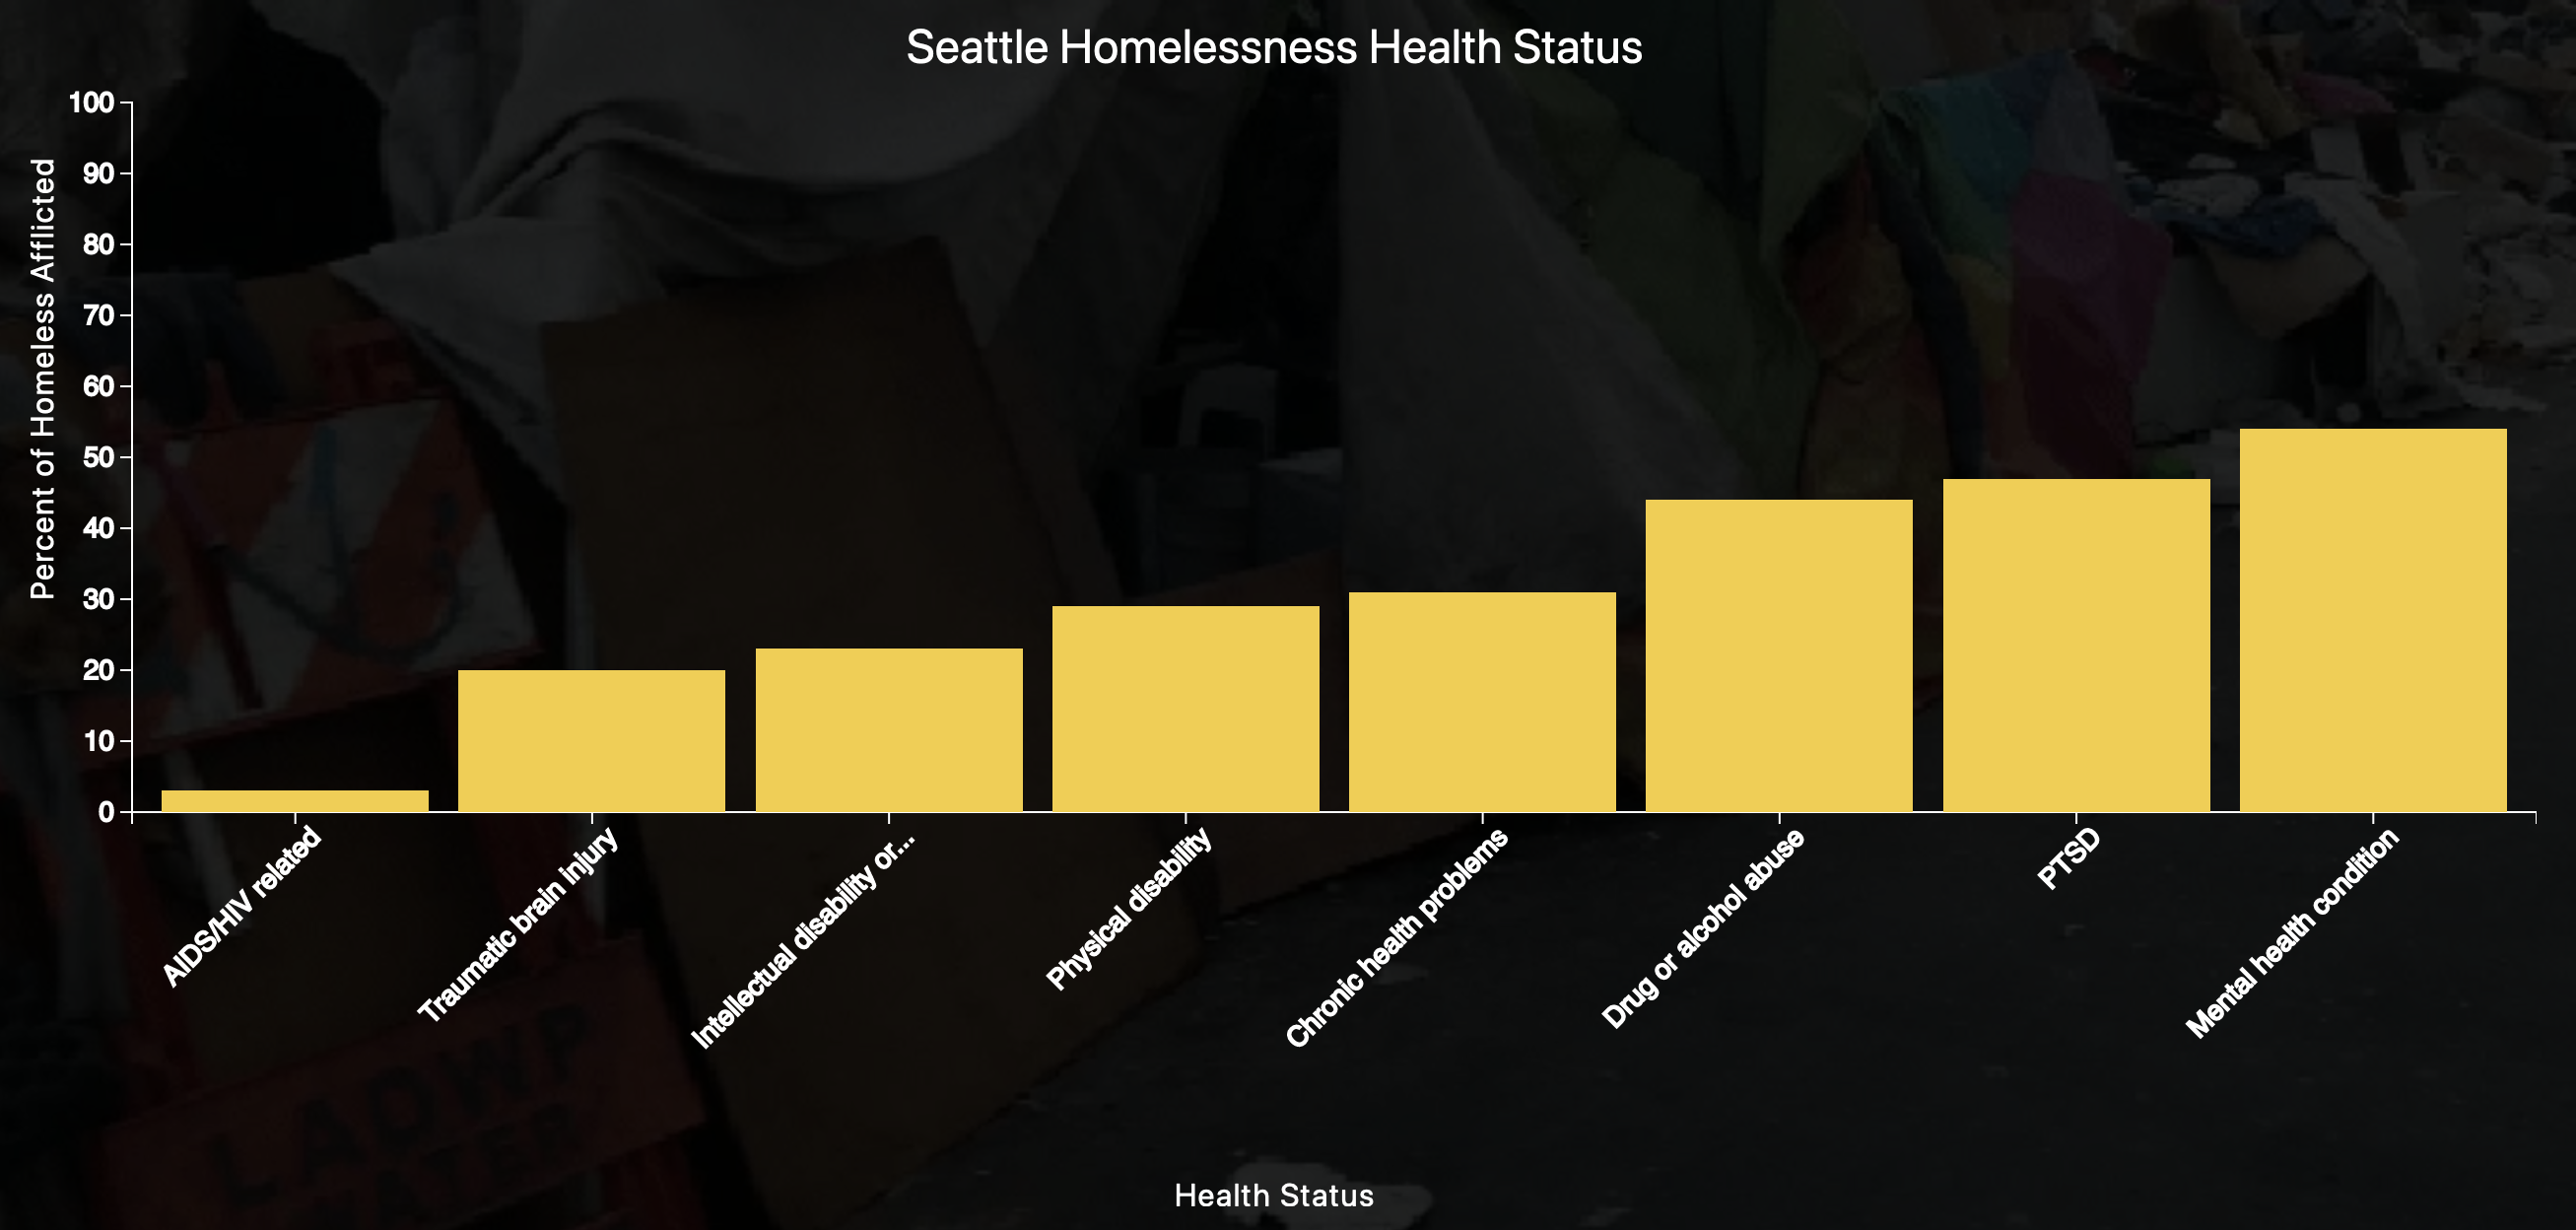 Seattle Homelessness Health Status
Percent of Homeless Afflicted
100
90
80
70
60
50
40
30
20
10
0
AIDS/HIV related
Traumatic brain injury
Intellectual disability or...
Physical disability
Chronic health problems
Drug or alcohol abuse
PTSD
Mental health condition
LADWP
Health Status